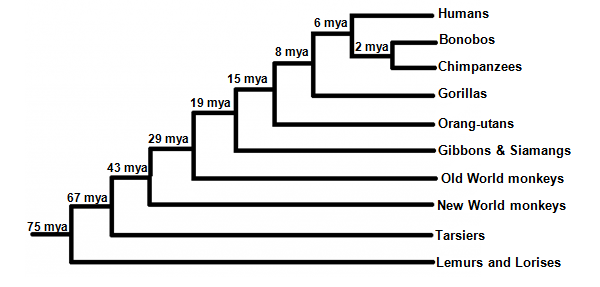 Humans
6 mya
Bonobos
2 mya
8 mya
Chimpanzees
15 mya
Gorillas
19 mya
Orang-utans
29 mya
Gibbons & Siamangs
43 mya
Old World monkeys
67 mya
New World monkeys
75 mya
Tarsiers
Lemurs and Lorises